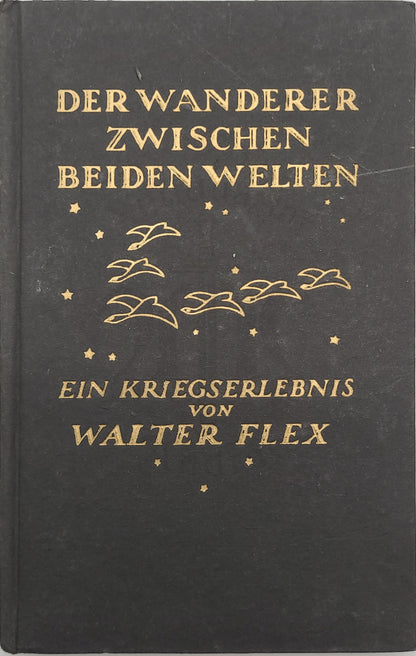 DER WANDERER
ZWISCHEN
BEIDEN WELTEN
EIN KRIEGSERLEBNIS
VON
WALTER FLEX